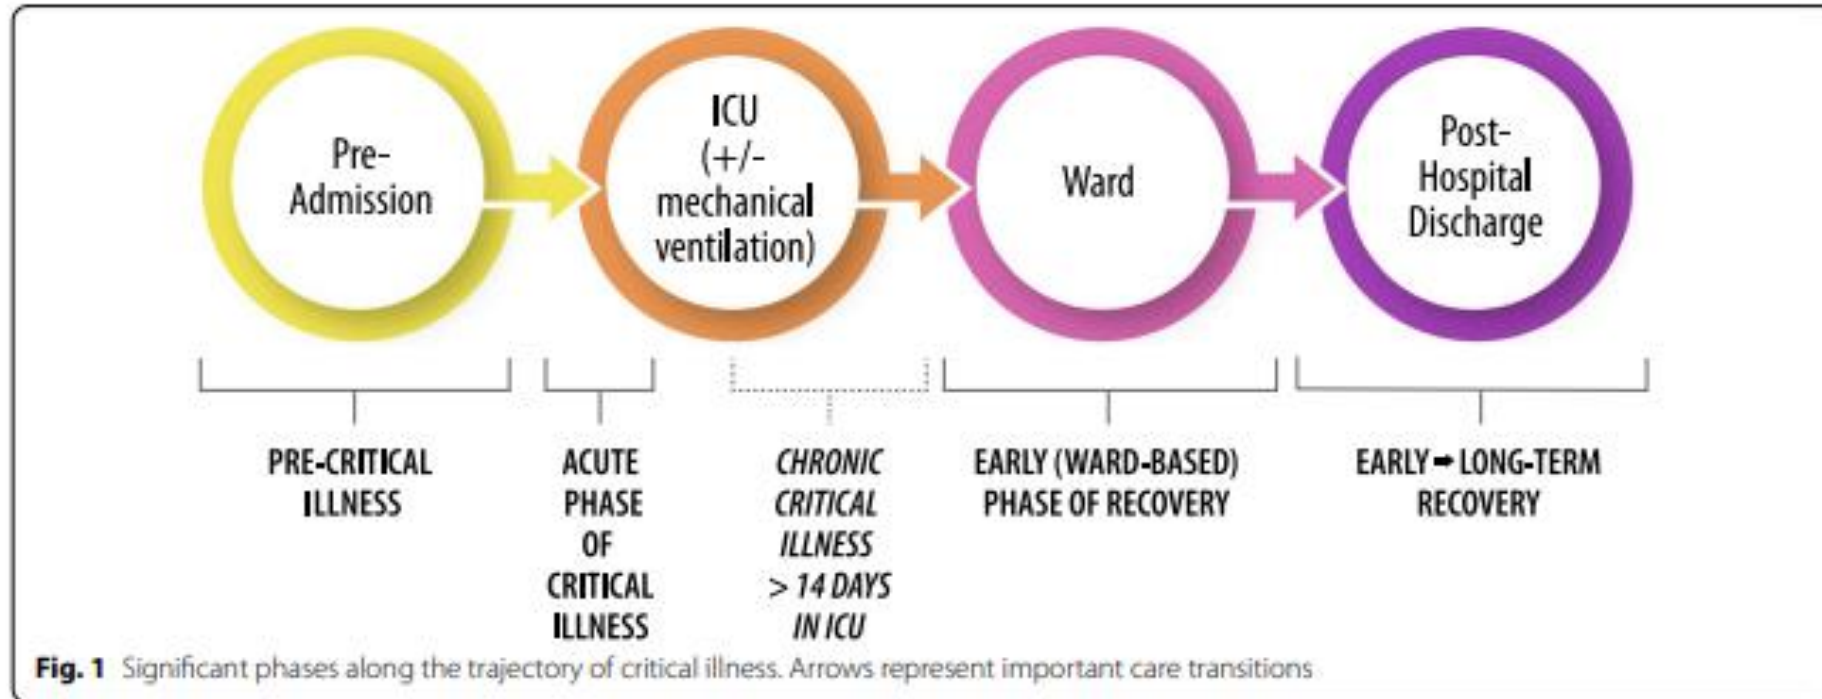 Pre-
Admission
ICU
(+/-
mechanical
ventilation)
Ward
Post-
Hospital
Discharge
PRE-CRITICAL
ILLNESS
ACUTE
PHASE
OF
CRITICAL
ILLNESS
CHRONIC
CRITICAL
ILLNESS
> 14 DAYS
IN ICU
EARLY (WARD-BASED)
PHASE OF RECOVERY
EARLY ➡ LONG-TERM
RECOVERY
Fig. 1 Significant phases along the trajectory of critical illness. Arrows represent important care transitions